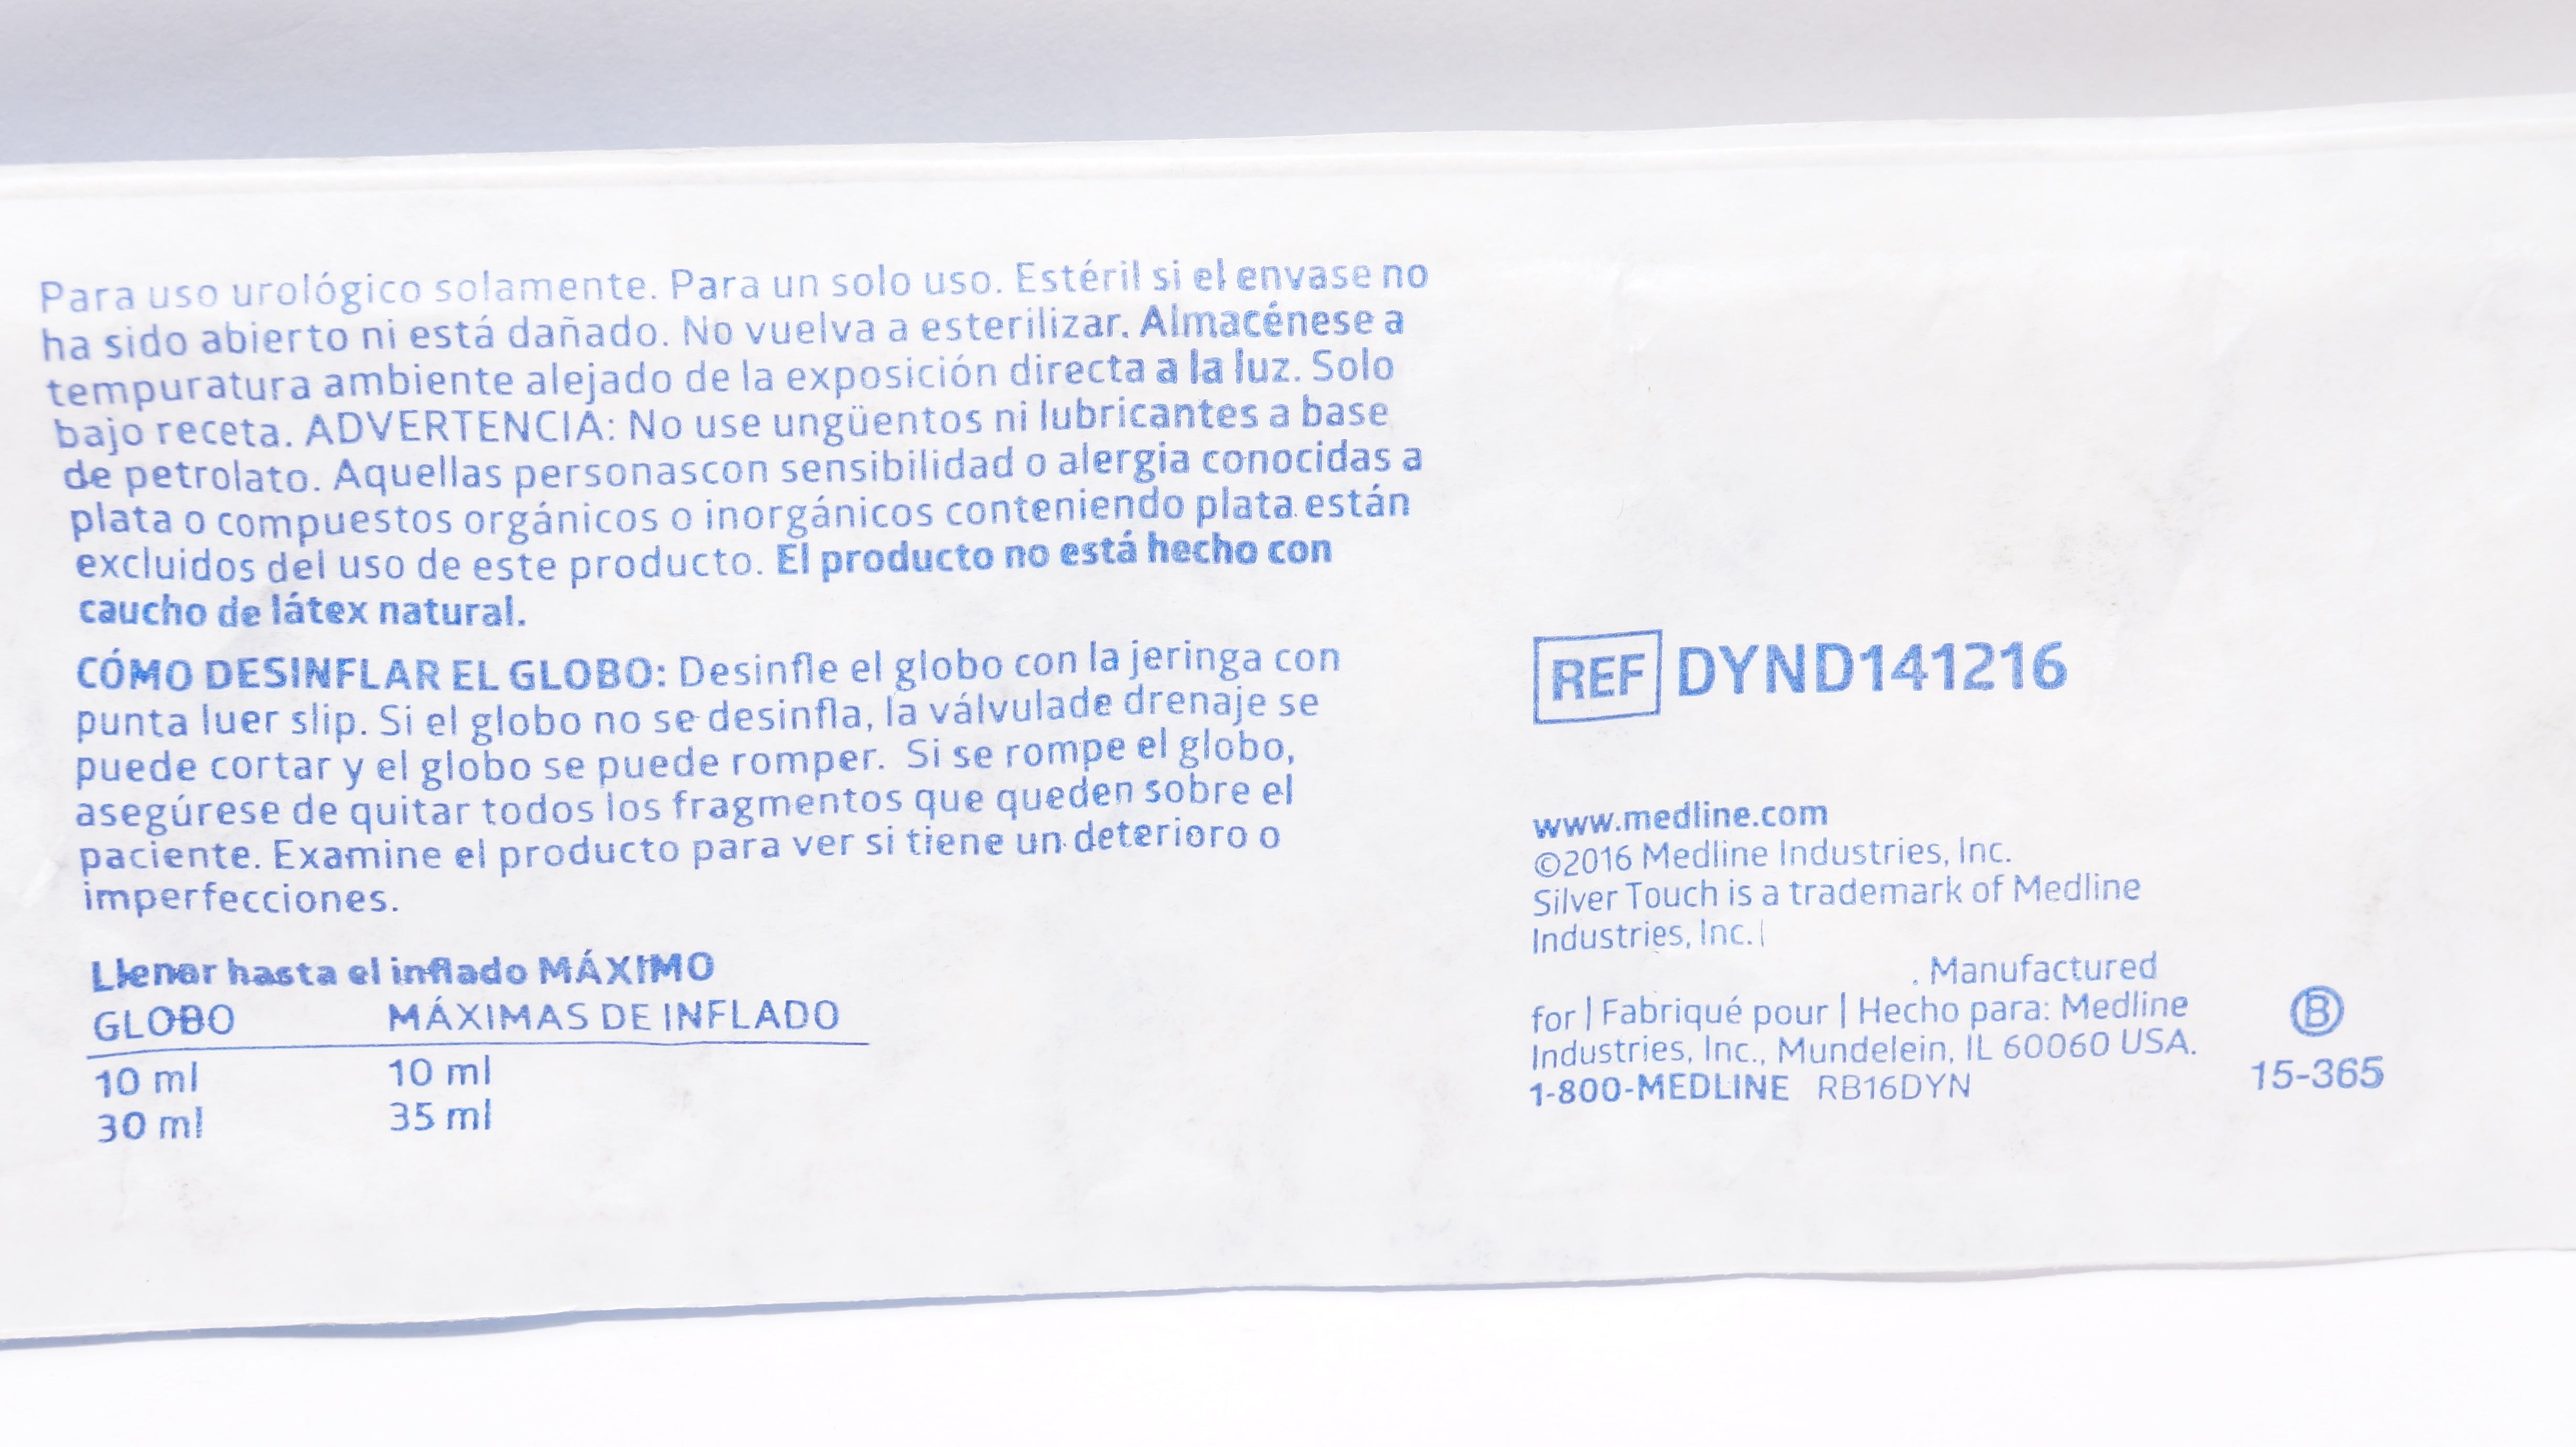 Para uso urológico solamente. Para un solo uso. Estéril si el envase no
ha sido abierto ni está dañado. No vuelva a esterilizar. Almacénese a
tempuratura ambiente alejado de la exposición directa a la luz. Solo
bajo receta. ADVERTENCIA: No use ungüentos ni lubricantes a base
de petrolato. Aquellas personascon sensibilidad o alergia conocidas a
plata o compuestos orgánicos o inorgánicos conteniendo plata están
excluidos del uso de este producto. El producto no está hecho con
caucho de látex natural.
CÓMO DESINFLAR EL GLOBO: Desinfle el globo con la jeringa con
punta luer slip. Si el globo no se desinfla, la válvulade drenaje se
puede cortar y el globo se puede romper. Si se rompe el globo,
asegúrese de quitar todos los fragmentos que queden sobre el
paciente. Examine el producto para ver si tiene un deterioro o
imperfecciones.
Llenar hasta el inflado MÁXIMO
GLOBO MÁXIMAS DE INFLADO
10 ml 10 ml
30 ml 35 ml
REF DYND141216
www.medline.com
©2016 Medline Industries, Inc.
Silver Touch is a trademark of Medline
Industries, Inc. |
. Manufactured
for | Fabriqué pour | Hecho para: Medline
Industries, Inc., Mundelein, IL 60060 USA.
1-800-MEDLINE RB16DYN
B
15-365